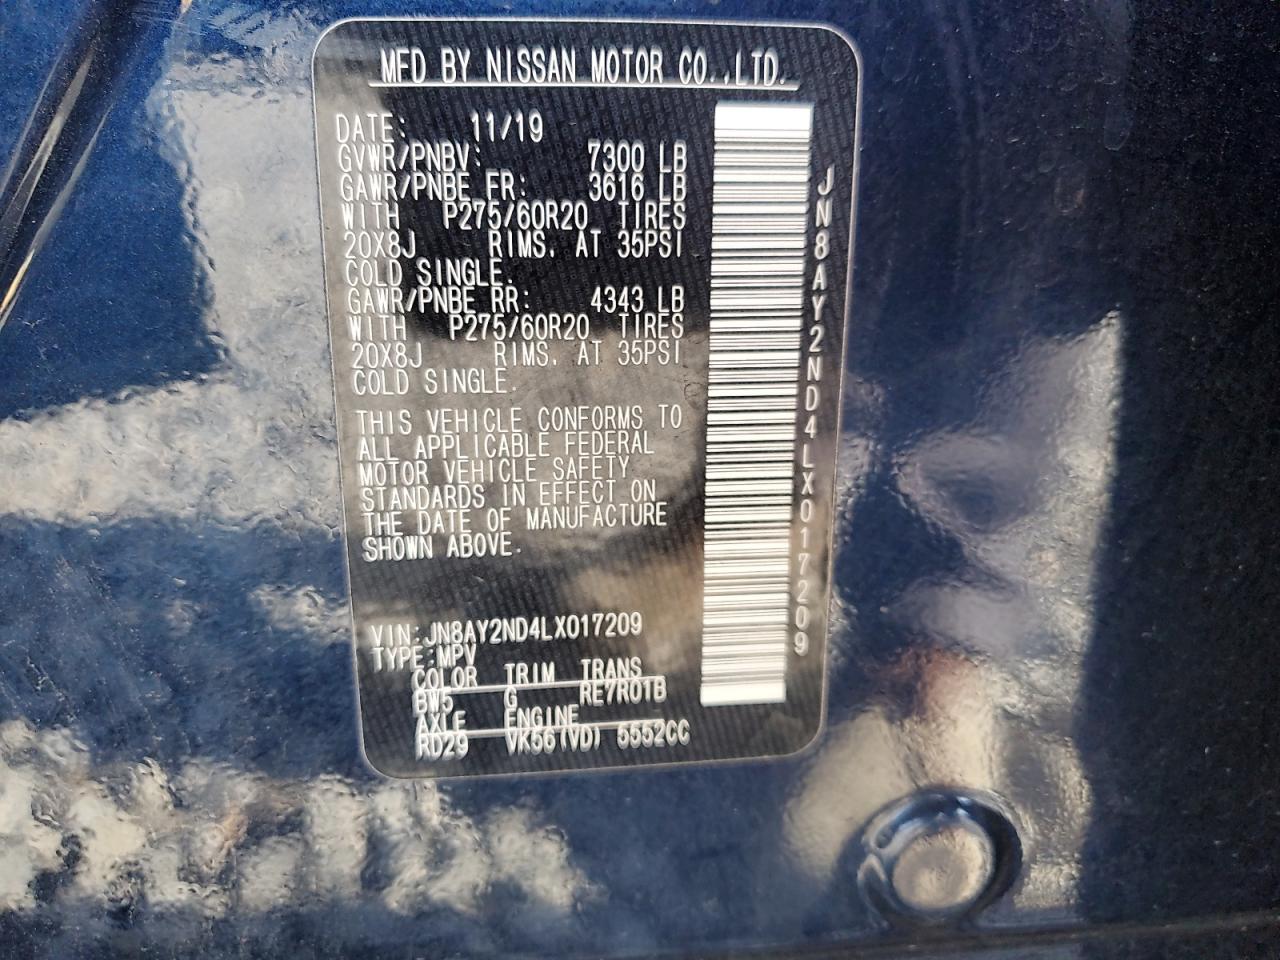 MFD BY NISSAN MOTOR CO.,LTD.
DATE: 11/19
GVWR/PNBV: 7300 LB
GAWR/PNBE FR: 3616 LB
WITH P275/60R20 TIRES
20X8J RIMS. AT 35PSI
COLD SINGLE.
GAWR/PNBE RR: 4343 LB
WITH P275/60R20 TIRES
20X8J RIMS. AT 35PSI
COLD SINGLE.
THIS VEHICLE CONFORMS TO
ALL APPLICABLE FEDERAL
MOTOR VEHICLE SAFETY
STANDARDS IN EFFECT ON
THE DATE OF MANUFACTURE
SHOWN ABOVE.
VIN:JN8AY2ND4LX017209
TYPE:MPV
COLOR TRIM TRANS
BW5 G RE7R01B
AXLE ENGINE
RD29 VK56(VD) 5552CC
JN8AY2ND4LX017209